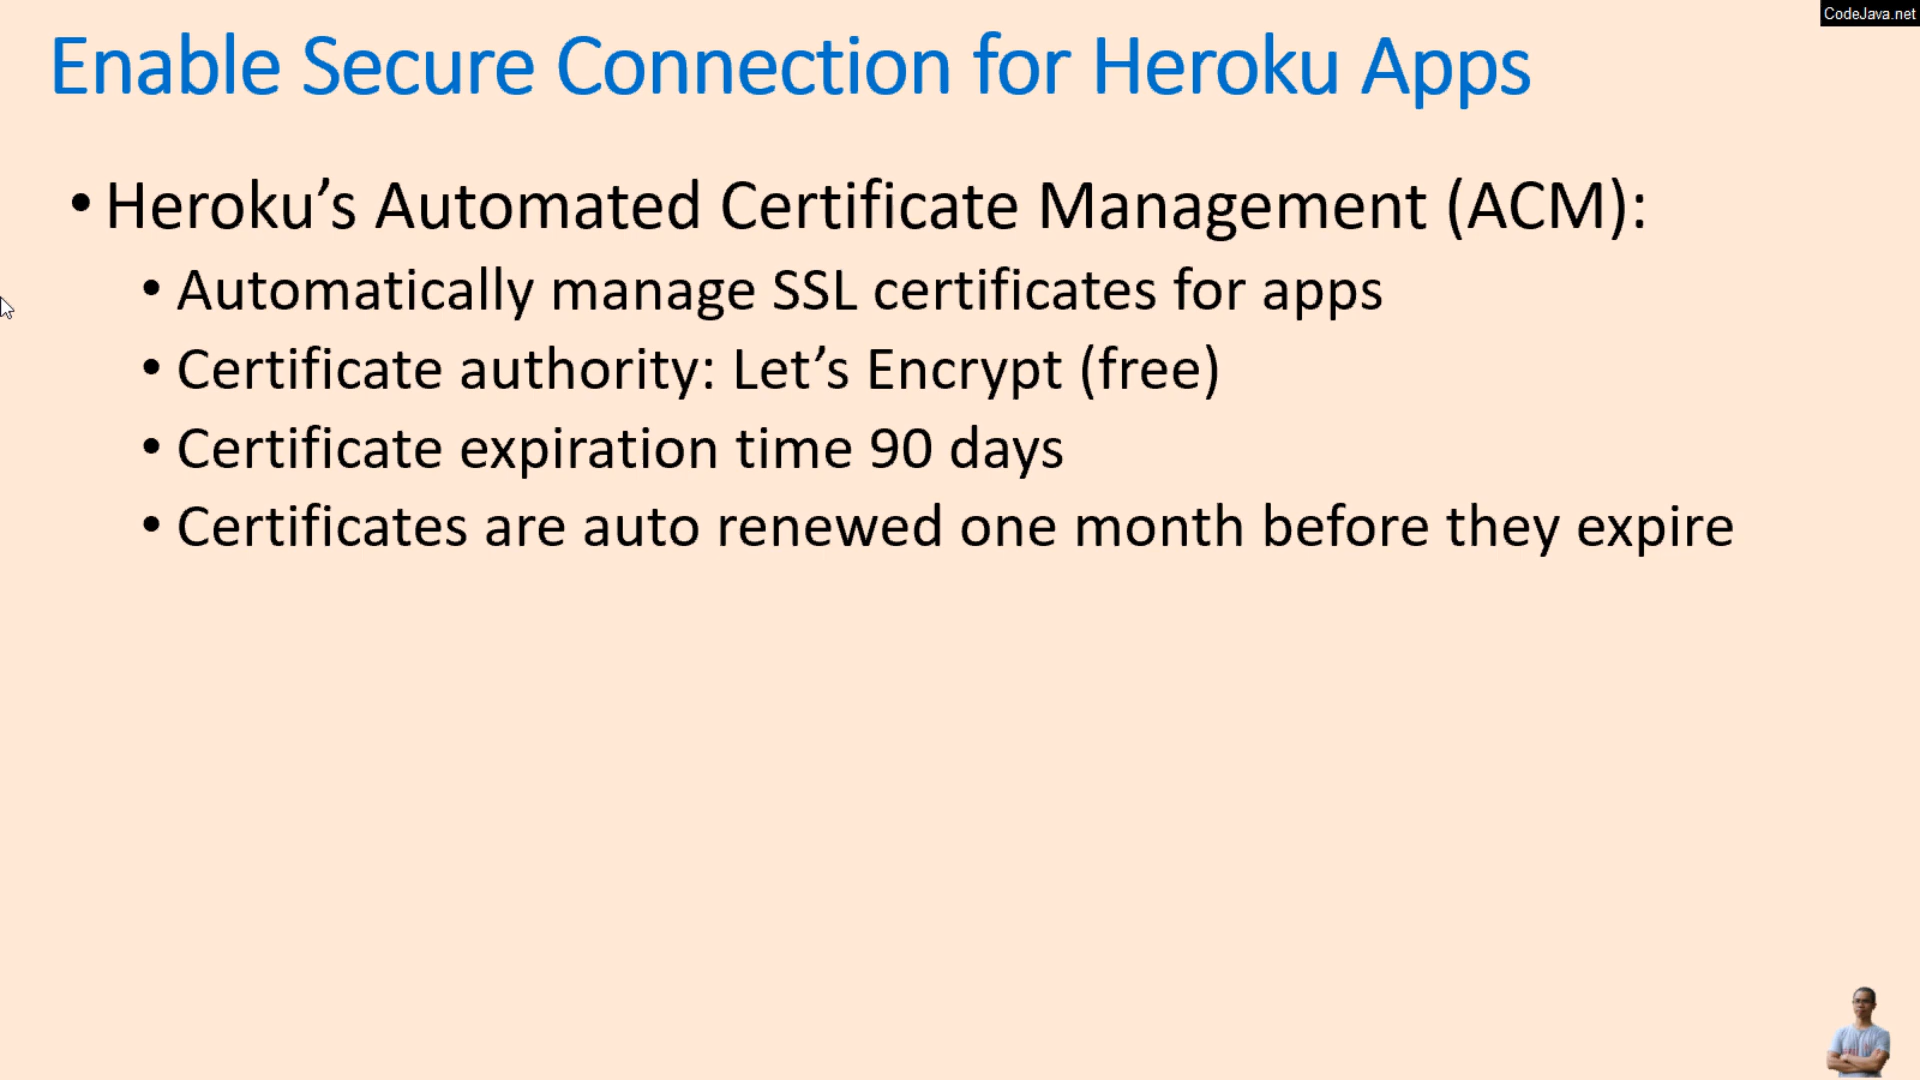 CodeJava.net
Enable Secure Connection for Heroku Apps
• Heroku’s Automated Certificate Management (ACM):
• Automatically manage SSL certificates for apps
• Certificate authority: Let’s Encrypt (free)
• Certificate expiration time 90 days
• Certificates are auto renewed one month before they expire